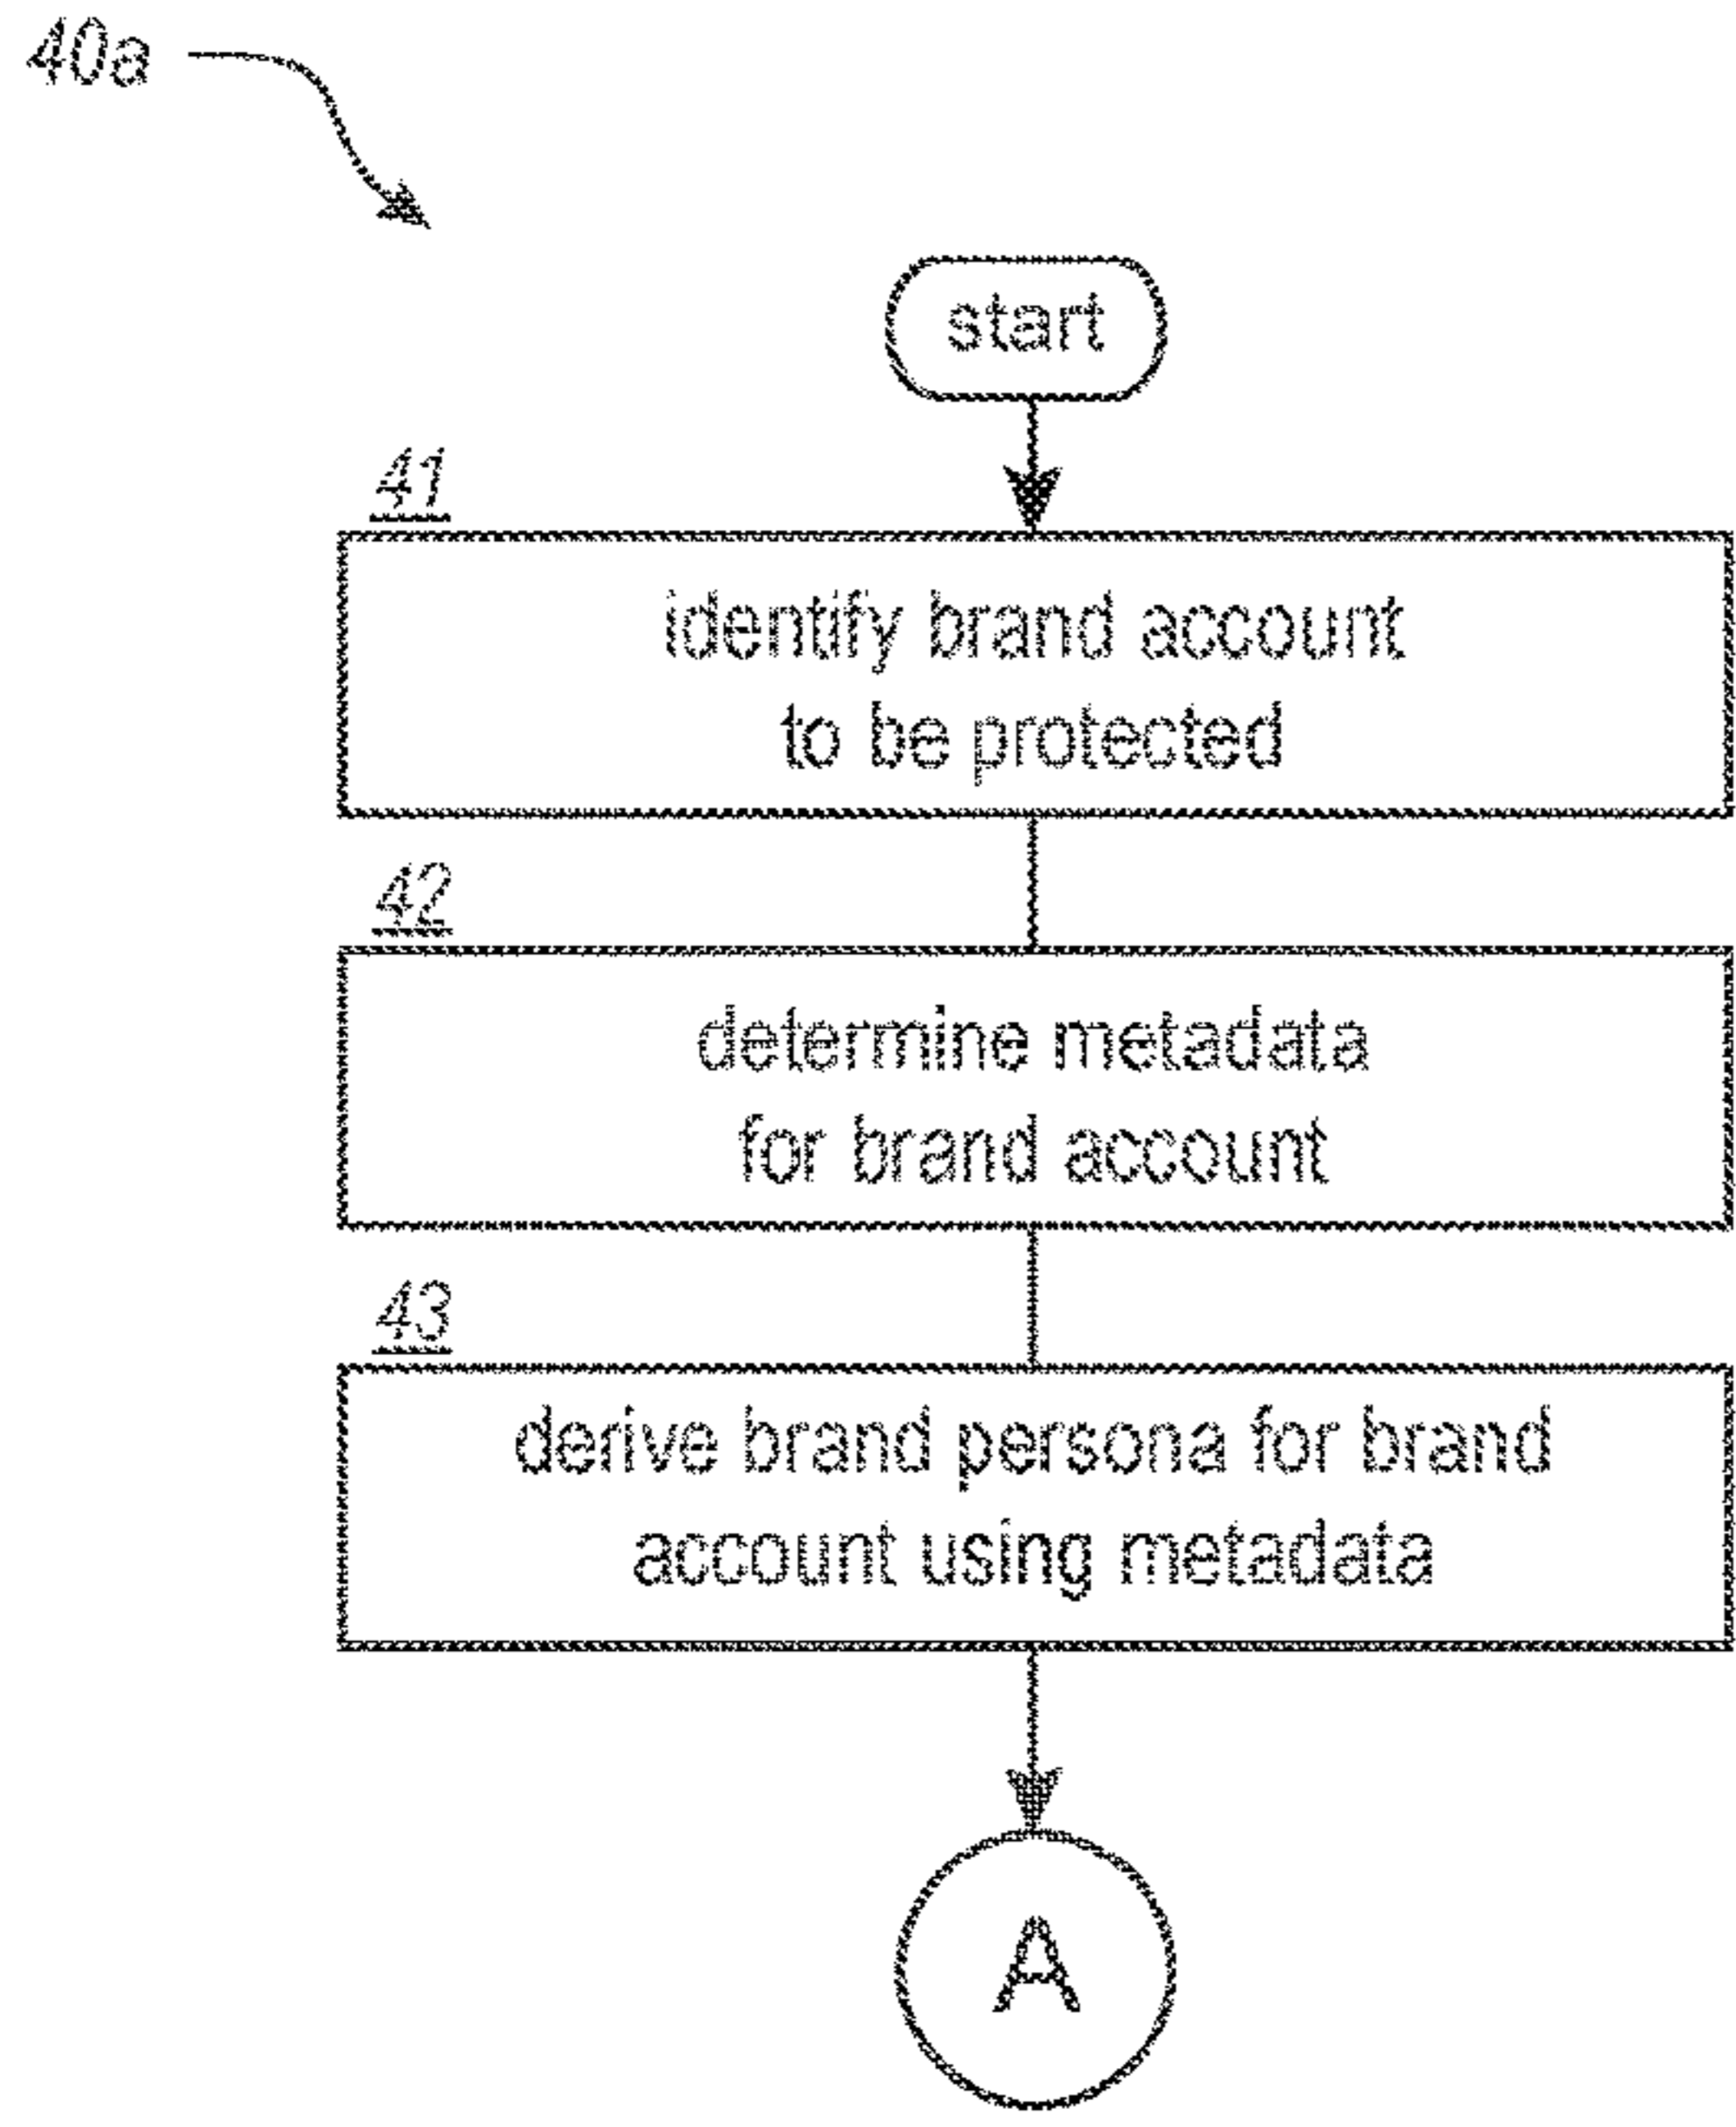 40a
start
41
identify brand account
to be protected
42
determine metadata
for brand account
43
derive brand persona for brand
account using metadata
A